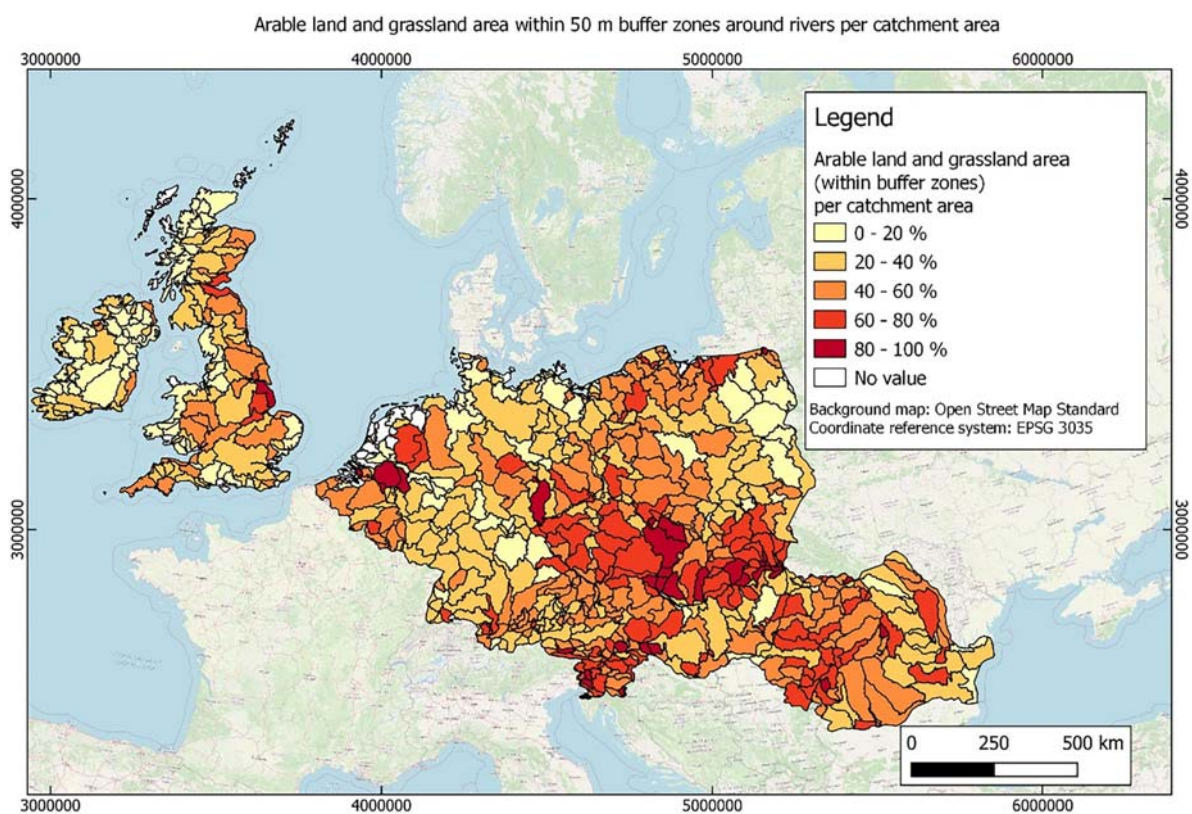 Arable land and grassland area within 50 m buffer zones around rivers per catchment area
3000000
4000000
5000000
6000000
Legend
Arable land and grassland area
(within buffer zones)
per catchment area
0 - 20 %
20 - 40 %
40 - 60 %
60 - 80 %
80 - 100 %
No value
Background map: Open Street Map Standard
Coordinate reference system: EPSG 3035
4000000
4000000
3000000
3000000
0
250
500 km
3000000
4000000
5000000
6000000